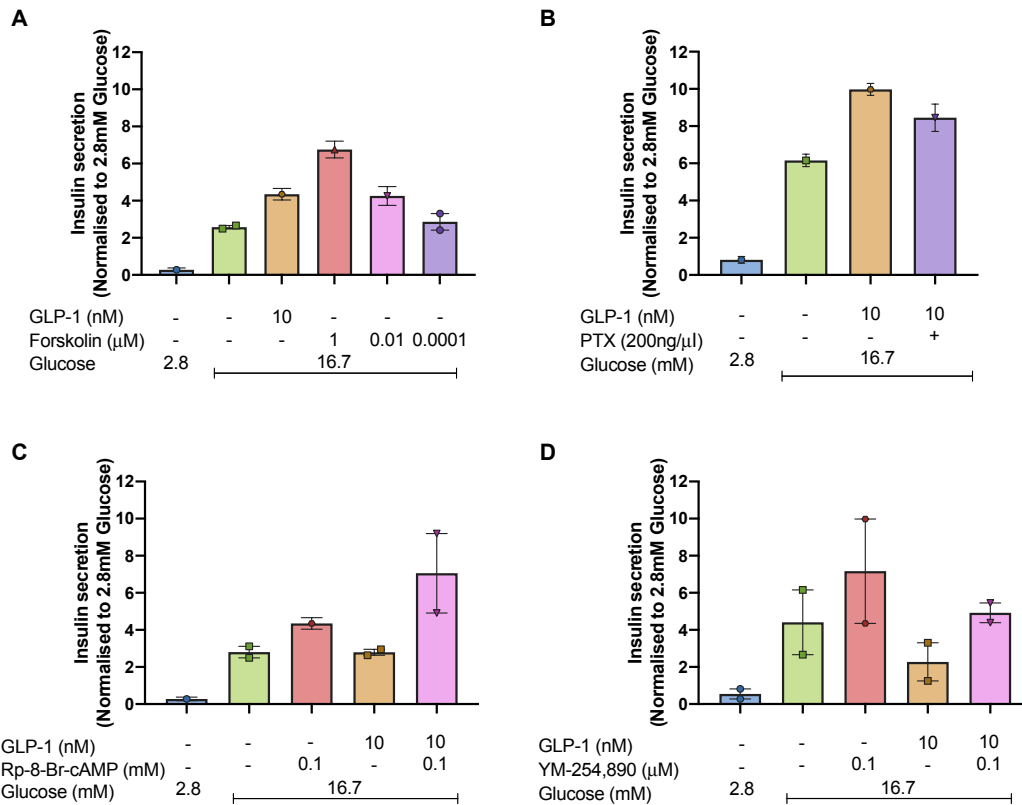 A
Insulin secretion
(Normalised to 2.8mM Glucose)
12
10
8
6
4
2
0
GLP-1 (nM) - - 10 - - -
Forskolin (μM) - - - 1 0.01 0.0001
Glucose 2.8 16.7
B
Insulin secretion
(Normalised to 2.8mM Glucose)
12
10
8
6
4
2
0
GLP-1 (nM) - - 10 10
PTX (200ng/μl) - - - +
Glucose (mM) 2.8 16.7
C
Insulin secretion
(Normalised to 2.8mM Glucose)
12
10
8
6
4
2
0
GLP-1 (nM) - - - 10 10
Rp-8-Br-cAMP (mM) - - 0.1 - 0.1
Glucose (mM) 2.8 16.7
D
Insulin secretion
(Normalised to 2.8mM Glucose)
12
10
8
6
4
2
0
GLP-1 (nM) - - - 10 10
YM-254,890 (μM) - - 0.1 - 0.1
Glucose (mM) 2.8 16.7